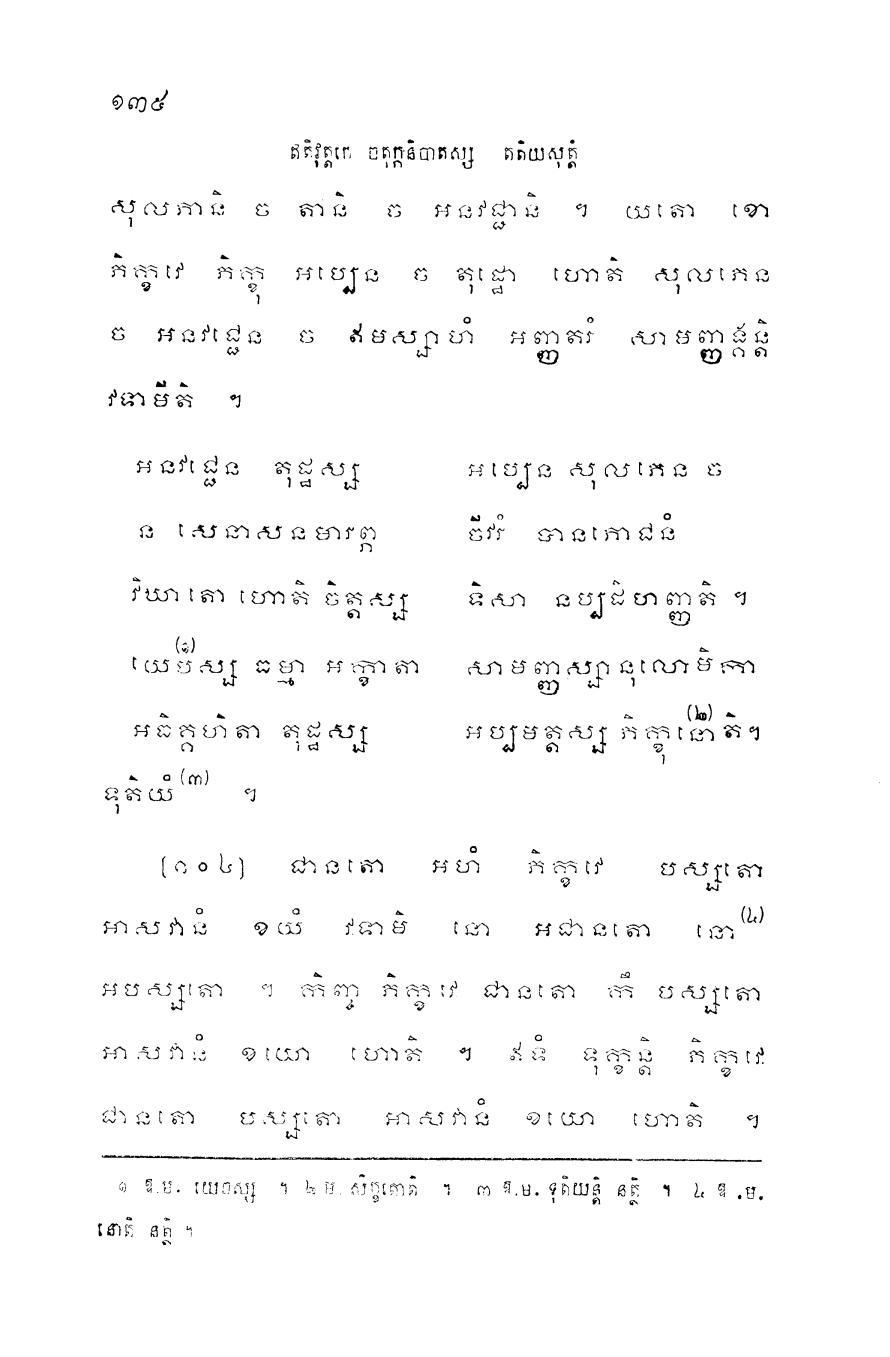 ១៣៥
ឥតិវុត្តកេ ចតុក្កនិបាតស្ស តតិយសុត្តំ
សុលភានិ ច តានិ ច អនវជ្ជានិ ។ យតោ ខោ
ភិក្ខវេ ភិក្ខុ អប្បេន ច តុដ្ឋោ ហោតិ សុលភេន
ច អនវជ្ជេន ច ឥមស្សាហំ អញ្ញតរំ សាមញ្ញង្គន្តិ
វទាមីតិ ។
អនវជ្ជេន តុដ្ឋស្ស អប្បេន សុលភេន ច
ន សេនាសនមារព្ភ ចីវរំ បានភោជនំ
វិឃាតោ ហោតិ ចិត្តស្ស ទិសា នប្បដិហញ្ញតិ ។
យេបស្ស(១) ធម្មា អក្ខាតា សាមញ្ញស្សានុលោមិកា
អធិគ្គហិតា តុដ្ឋស្ស អប្បមត្តស្ស ភិក្ខុនោ(២)តិ។
ទុតិយំ(៣) ។
[១០៤] ជានតោ អហំ ភិក្ខវេ បស្សតោ
អាសវានំ ខយំ វទាមិ នោ អជានតោ នោ(៤)
អបស្សតោ ។ កិញ្ច ភិក្ខវេ ជានតោ កឹ បស្សតោ
អាសវានំ ខយោ ហោតិ ។ ឥទំ ទុក្ខន្តិ ភិក្ខវេ
ជានតោ បស្សតោ អាសវានំ ខយោ ហោតិ ។
១ ឱ.ម. យេចស្ស ។ ២ ម. សិក្ខតោតិ ។ ៣ ឱ.ម. ទុតិយន្តិ នត្ថិ ។ ៤ ឱ.ម.
នោតិ នត្ថិ ។